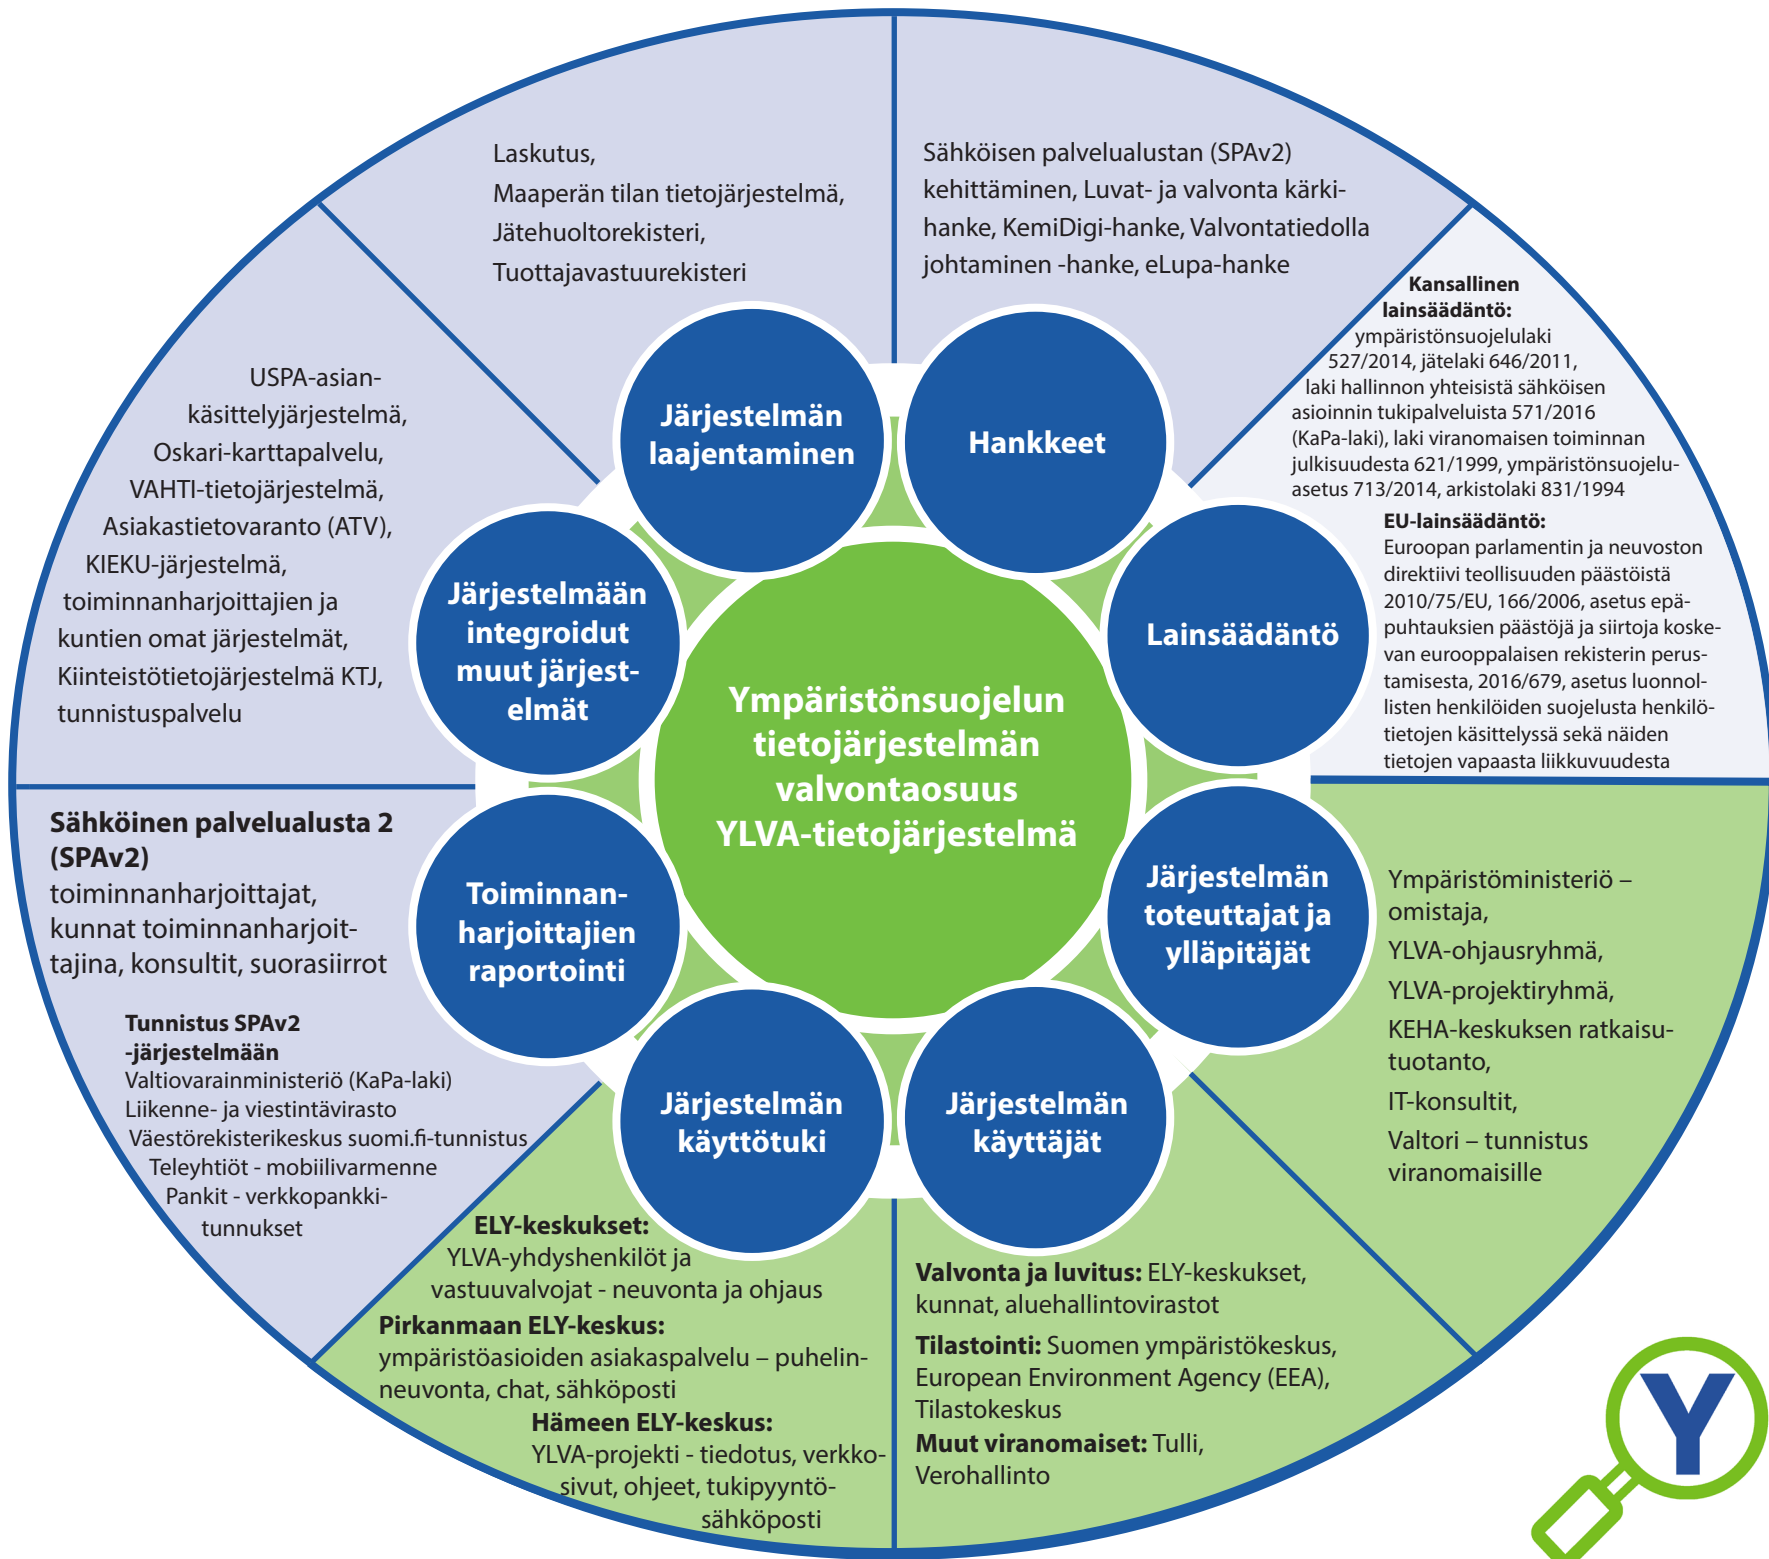 Laskutus,
Maaperän tilan tietojärjestelmä,
Jätehuoltorekisteri,
Tuottajavastuurekisteri
Sähköisen palvelualustan (SPAv2)
kehittäminen, Luvat- ja valvonta kärki-
hanke, KemiDigi-hanke, Valvontatiedolla
johtaminen -hanke, eLupa-hanke
Kansallinen
lainsäädäntö:
ympäristönsuojelulaki
527/2014, jätelaki 646/2011,
laki hallinnon yhteisistä sähköisen
asioinnin tukipalveluista 571/2016
(KaPa-laki), laki viranomaisen toiminnan
julkisuudesta 621/1999, ympäristönsuojelu-
asetus 713/2014, arkistolaki 831/1994
EU-lainsäädäntö:
Euroopan parlamentin ja neuvoston
direktiivi teollisuuden päästöistä
2010/75/EU, 166/2006, asetus epä-
puhtauksien päästöjä ja siirtoja koske-
van eurooppalaisen rekisterin perus-
tamisesta, 2016/679, asetus luonnol-
listen henkilöiden suojelusta henkilö-
tietojen käsittelyssä sekä näiden
tietojen vapaasta liikkuvuudesta
USPA-asian-
käsittelyjärjestelmä,
Oskari-karttapalvelu,
VAHTI-tietojärjestelmä,
Asiakastietovaranto (ATV),
KIEKU-järjestelmä,
toiminnanharjoittajien ja
kuntien omat järjestelmät,
Kiinteistötietojärjestelmä KTJ,
tunnistuspalvelu
Järjestelmän
laajentaminen
Hankkeet
Järjestelmään
integroidut
muut järjest-
elmät
Lainsäädäntö
Ympäristönsuojelun
tietojärjestelmän
valvontaosuus
YLVA-tietojärjestelmä
Toiminnan-
harjoittajien
raportointi
Järjestelmän
toteuttajat ja
ylläpitäjät
Järjestelmän
käyttötuki
Järjestelmän
käyttäjät
Sähköinen palvelualusta 2
(SPAv2)
toiminnanharjoittajat,
kunnat toiminnanharjoit-
tajina, konsultit, suorasiirrot
Tunnistus SPAv2
-järjestelmään
Valtiovarainministeriö (KaPa-laki)
Liikenne- ja viestintävirasto
Väestörekisterikeskus suomi.fi-tunnistus
Teleyhtiöt - mobiilivarmenne
Pankit - verkkopankki-
tunnukset
Ympäristöministeriö –
omistaja,
YLVA-ohjausryhmä,
YLVA-projektiryhmä,
KEHA-keskuksen ratkaisu-
tuotanto,
IT-konsultit,
Valtori – tunnistus
viranomaisille
ELY-keskukset:
YLVA-yhdyshenkilöt ja
vastuuvalvojat - neuvonta ja ohjaus
Pirkanmaan ELY-keskus:
ympäristöasioiden asiakaspalvelu – puhelin-
neuvonta, chat, sähköposti
Hämeen ELY-keskus:
YLVA-projekti - tiedotus, verkko-
sivut, ohjeet, tukipyyntö-
sähköposti
Valvonta ja luvitus: ELY-keskukset,
kunnat, aluehallintovirastot
Tilastointi: Suomen ympäristökeskus,
European Environment Agency (EEA),
Tilastokeskus
Muut viranomaiset: Tulli,
Verohallinto
Y